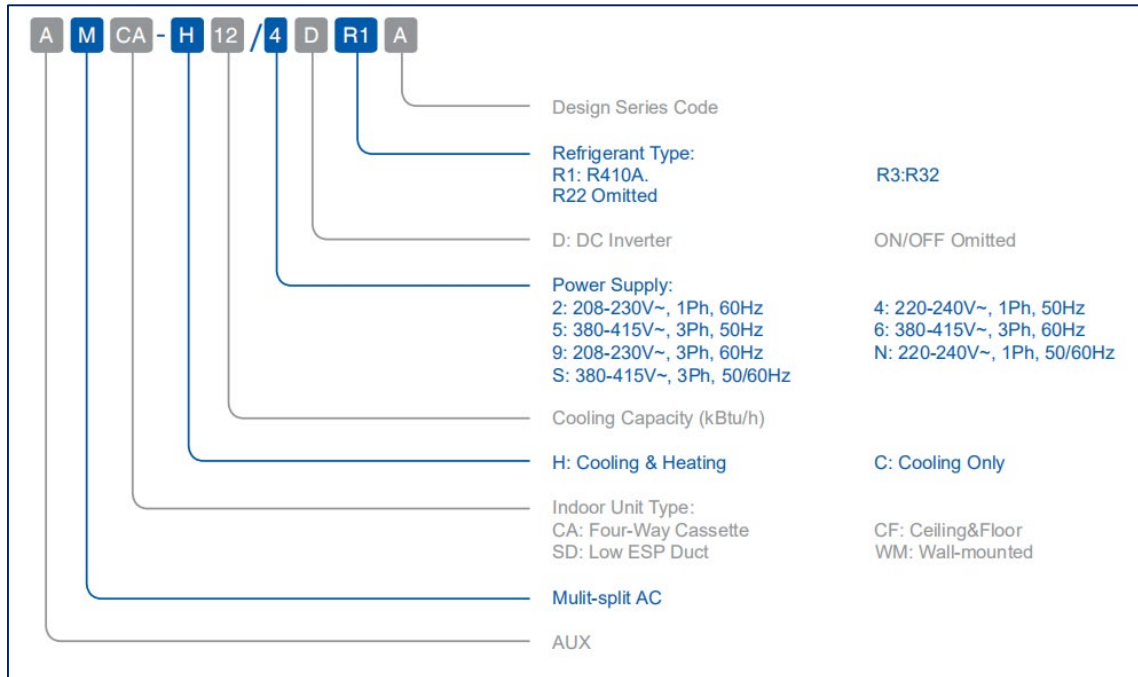 A M CA - H 12 / 4 D R1 A
Design Series Code
Refrigerant Type:
R1: R410A. R3:R32
R22 Omitted
D: DC Inverter ON/OFF Omitted
Power Supply:
2: 208-230V~, 1Ph, 60Hz 4: 220-240V~, 1Ph, 50Hz
5: 380-415V~, 3Ph, 50Hz 6: 380-415V~, 3Ph, 60Hz
9: 208-230V~, 3Ph, 60Hz N: 220-240V~, 1Ph, 50/60Hz
S: 380-415V~, 3Ph, 50/60Hz
Cooling Capacity (kBtu/h)
H: Cooling & Heating C: Cooling Only
Indoor Unit Type:
CA: Four-Way Cassette CF: Ceiling&Floor
SD: Low ESP Duct WM: Wall-mounted
Mulit-split AC
AUX